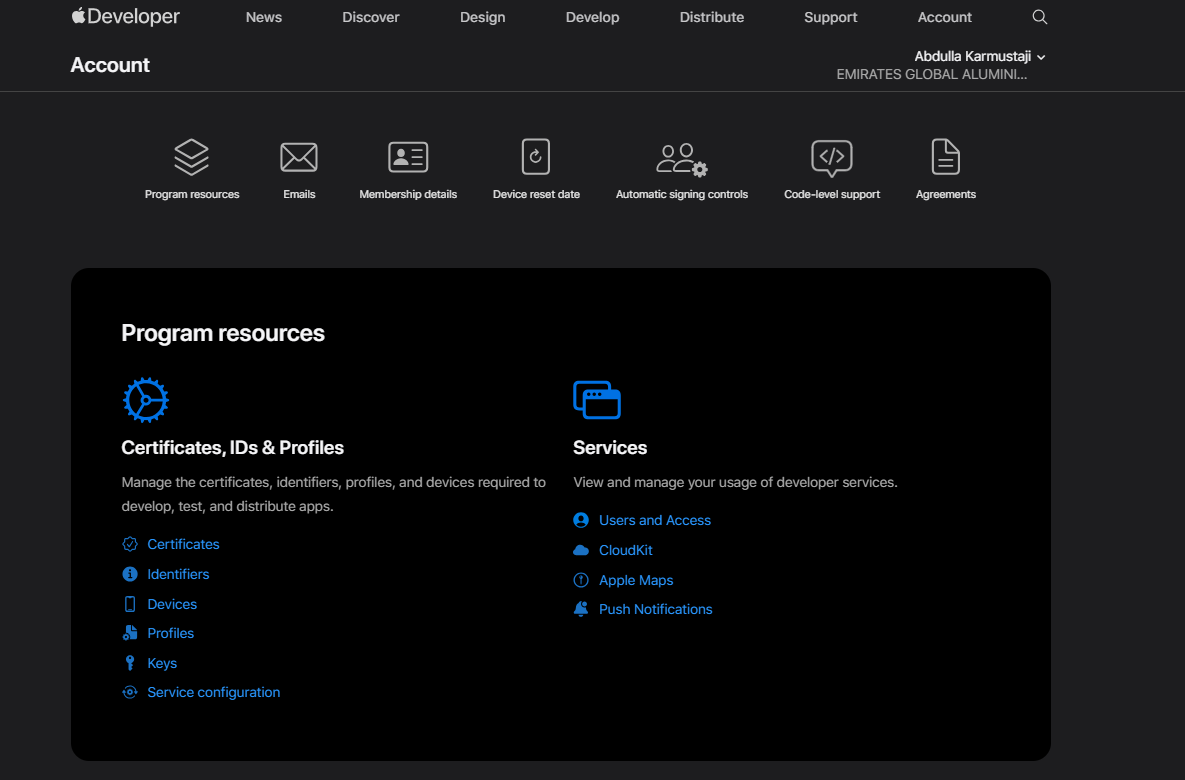 Developer
News
Discover
Design
Develop
Distribute
Support
Account
Account
Abdulla Karmustaji
EMIRATES GLOBAL ALUMINI...
Program resources
Emails
Membership details
Device reset date
Automatic signing controls
Code-level support
Agreements
Program resources
Certificates, IDs & Profiles
Manage the certificates, identifiers, profiles, and devices required to
develop, test, and distribute apps.
Certificates
Identifiers
Devices
Profiles
Keys
Service configuration
Services
View and manage your usage of developer services.
Users and Access
CloudKit
Apple Maps
Push Notifications